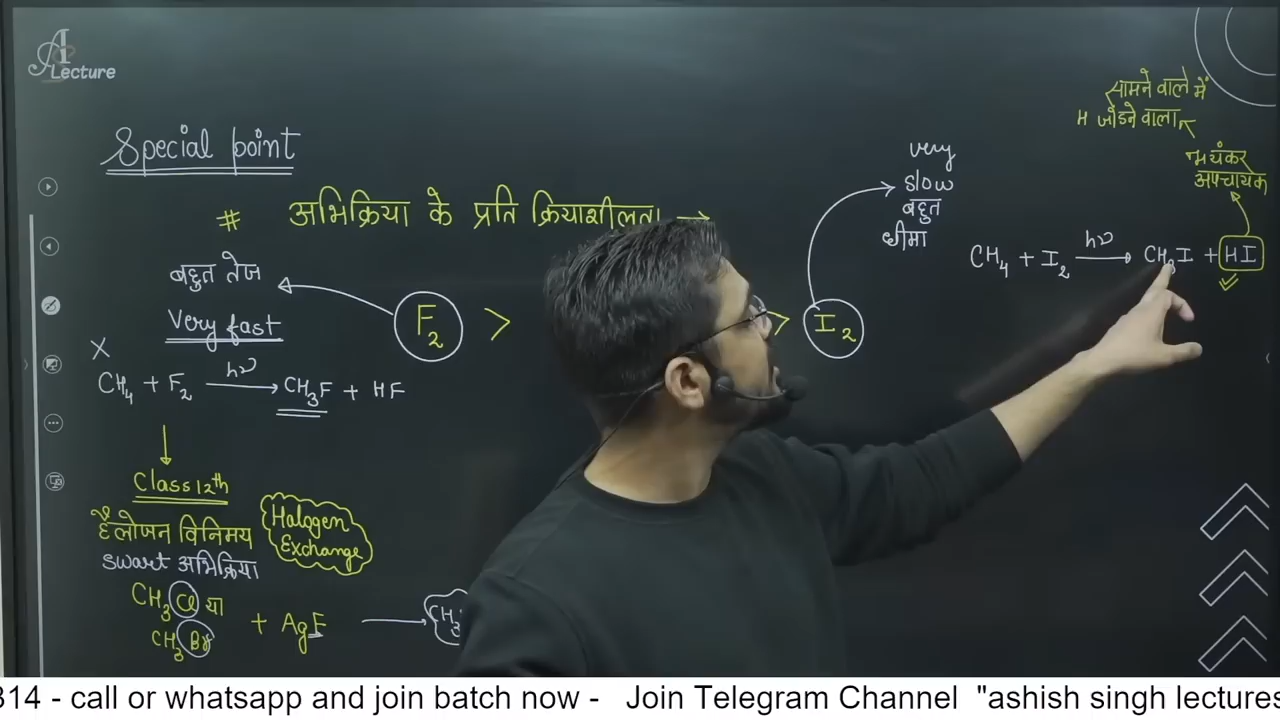 A Lecture
Special point
# अभिक्रिया के प्रति क्रियाशीलता →
बहुत तेज
Very fast
F₂ >
> I₂
very
slow
बहुत
धीमा
X
CH₄ + F₂ hν→ CH₃F + HF
Class 12th
हैलोजन विनिमय
Halogen
Exchange
swart अभिक्रिया
CH₃Cl या
CH₃Br
+ AgF →
CH₃
सामने वाले में
H जोडने वाला
भयंकर
अपचायक
CH₄ + I₂ hν→ CH₃I + HI
314 - call or whatsapp and join batch now - Join Telegram Channel "ashish singh lectures